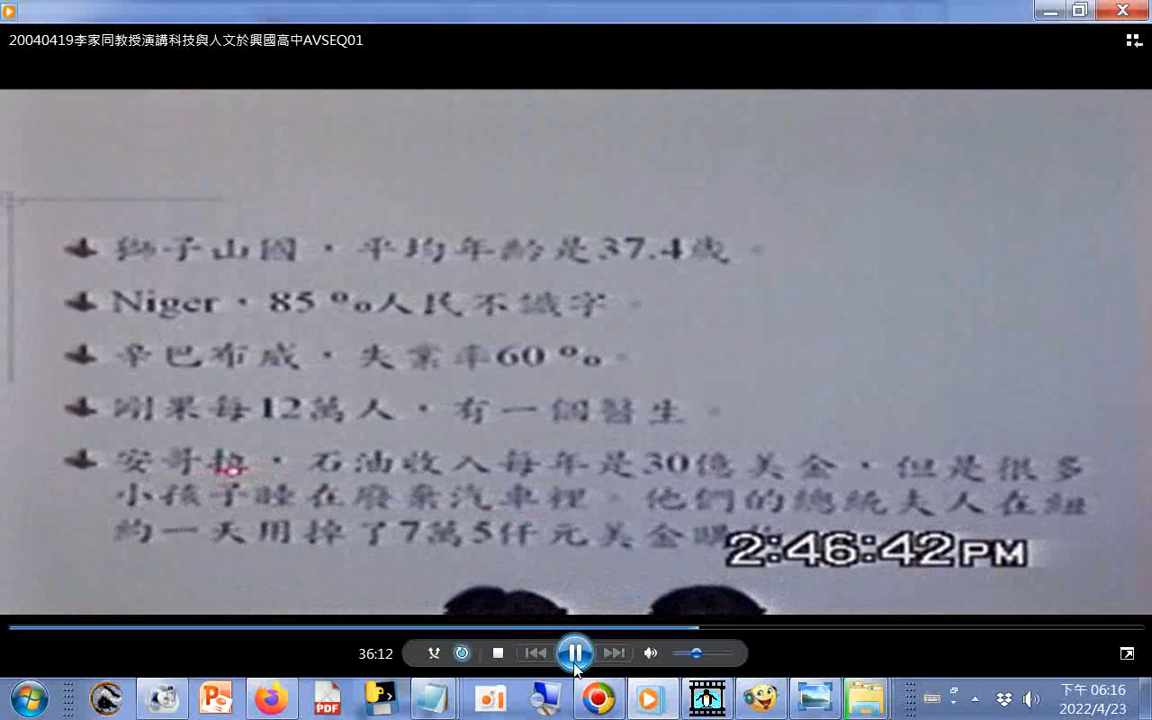 20040419李家同教授演講科技與人文於興國高中AVSEQ01
獅子山國，平均年齡是37.4歲。
Niger，85 %人民不識字。
辛巴布威，失業率60 %。
剛果每12萬人，有一個醫生。
安哥拉，石油收入每年是30億美金，但是很多
小孩子睡在廢棄汽車裡。他們的總統夫人在紐
約一天用掉了7萬5仟元美金購
2:46:42PM
36:12
PDF
下午 06:16
2022/4/23